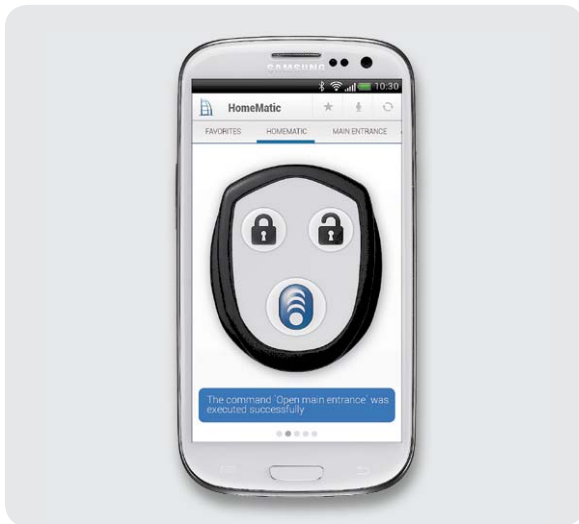 SAMSUNG
10:30
HomeMatic
FAVORITES HOMEMATIC MAIN ENTRANCE
The command 'Open main entrance' was
executed successfully